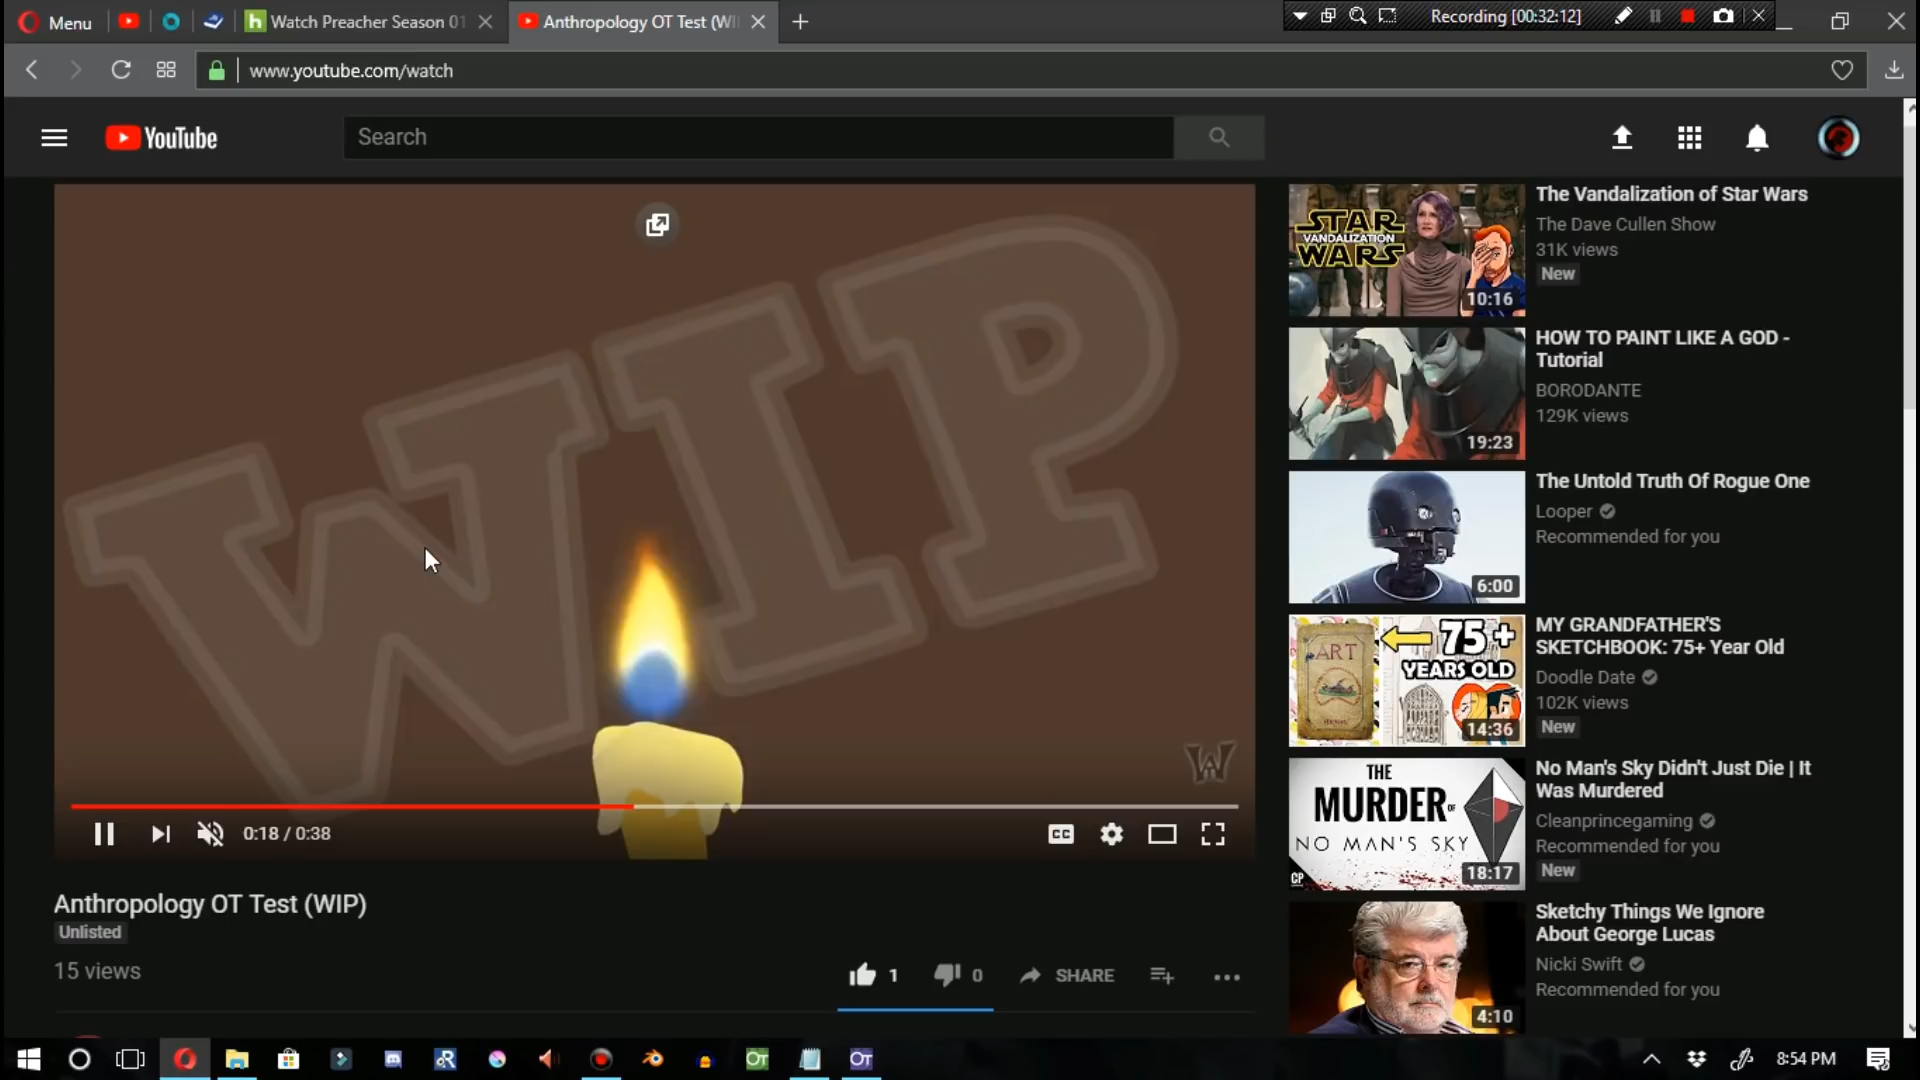 Menu
Watch Preacher Season 01
Anthropology OT Test (WI
Recording [00:32:12]
www.youtube.com/watch
YouTube
Search
WIP
0:18 / 0:38
CC
Anthropology OT Test (WIP)
Unlisted
15 views
1
0
SHARE
STAR
VANDALIZATION
WARS
10:16
The Vandalization of Star Wars
The Dave Cullen Show
31K views
New
19:23
HOW TO PAINT LIKE A GOD -
Tutorial
BORODANTE
129K views
6:00
The Untold Truth Of Rogue One
Looper
Recommended for you
ART
75+
YEARS OLD
14:36
MY GRANDFATHER'S
SKETCHBOOK: 75+ Year Old
Doodle Date
102K views
New
THE
MURDER OF
NO MAN'S SKY
CP
18:17
No Man's Sky Didn't Just Die | It
Was Murdered
Cleanprincegaming
Recommended for you
New
4:10
Sketchy Things We Ignore
About George Lucas
Nicki Swift
Recommended for you
OT
OT
8:54 PM